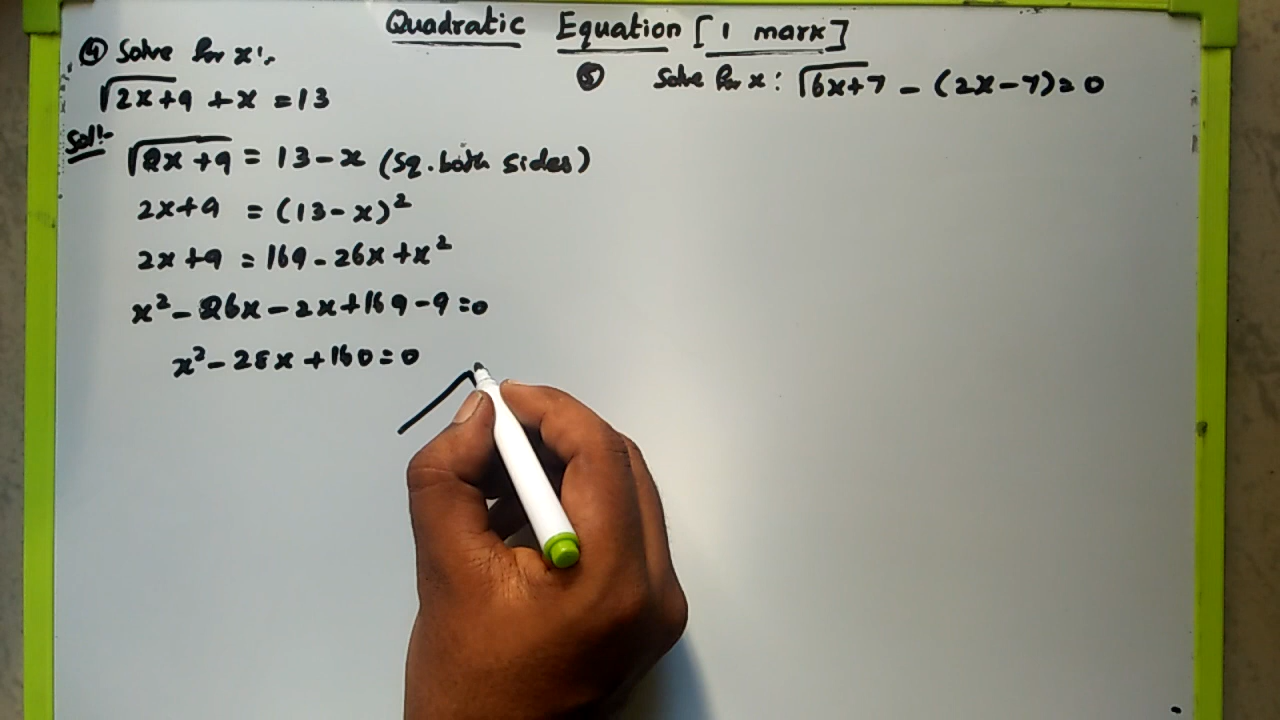 Quadratic Equation [1 mark]
④ Solve for x:-
√2x+9 + x = 13
Sol:-
√2x+9 = 13-x (Sq. both sides)
2x+9 = (13-x)²
2x+9 = 169-26x+x²
x²-26x-2x+169-9=0
x²-28x+160=0
⑤ Solve for x: √6x+7 - (2x-7)=0